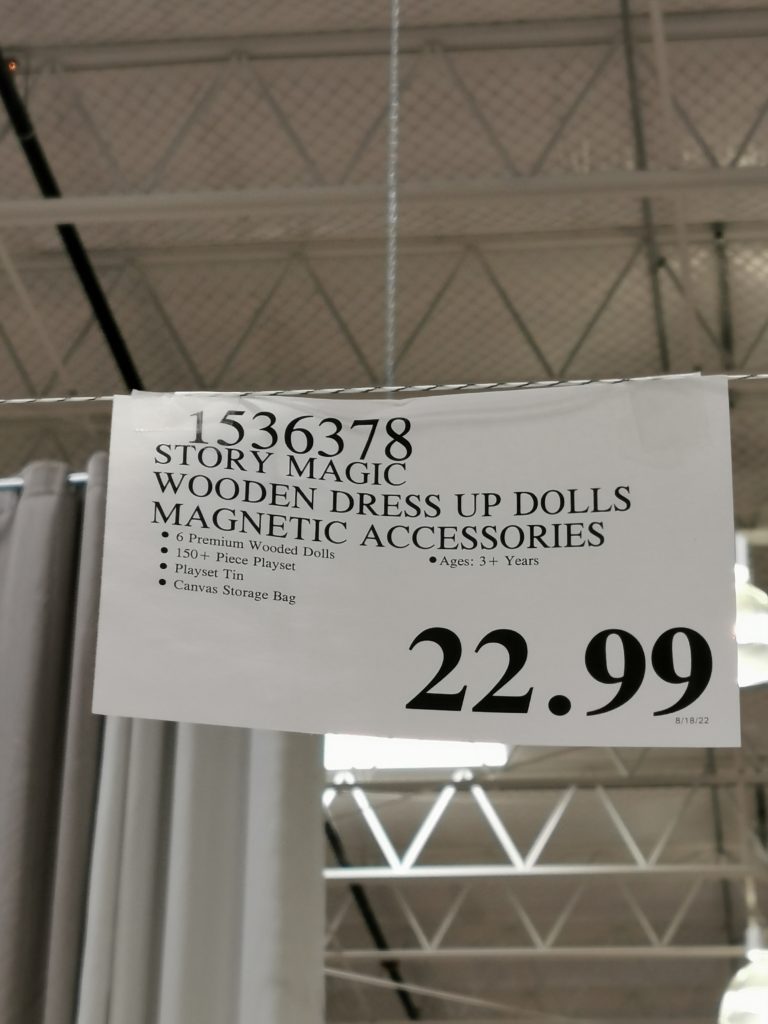 1536378
STORY MAGIC
WOODEN DRESS UP DOLLS
MAGNETIC ACCESSORIES
• 6 Premium Wooded Dolls
• 150+ Piece Playset
• Playset Tin
• Canvas Storage Bag
• Ages: 3+ Years
22.99
8/18/22